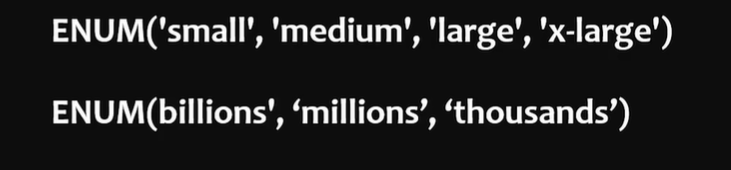 ENUM('small', 'medium', 'large', 'x-large')
ENUM(billions', ‘millions’, ‘thousands’)